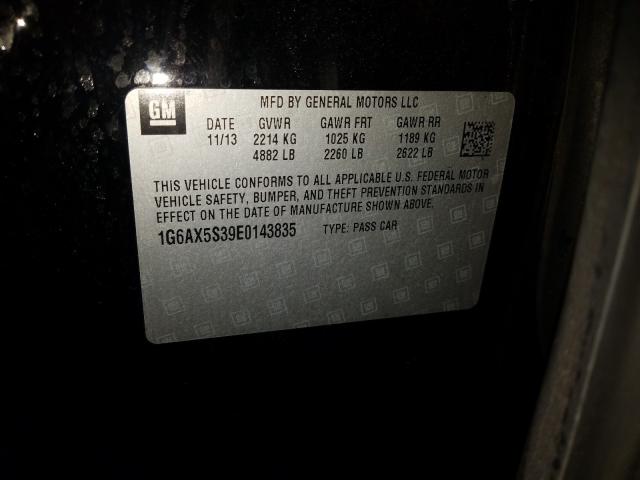 GM
MFD BY GENERAL MOTORS LLC
DATE GVWR GAWR FRT GAWR RR
11/13 2214 KG 1025 KG 1189 KG
4882 LB 2260 LB 2622 LB
THIS VEHICLE CONFORMS TO ALL APPLICABLE U.S. FEDERAL MOTOR
VEHICLE SAFETY, BUMPER, AND THEFT PREVENTION STANDARDS IN
EFFECT ON THE DATE OF MANUFACTURE SHOWN ABOVE.
1G6AX5S39E0143835 TYPE: PASS CAR